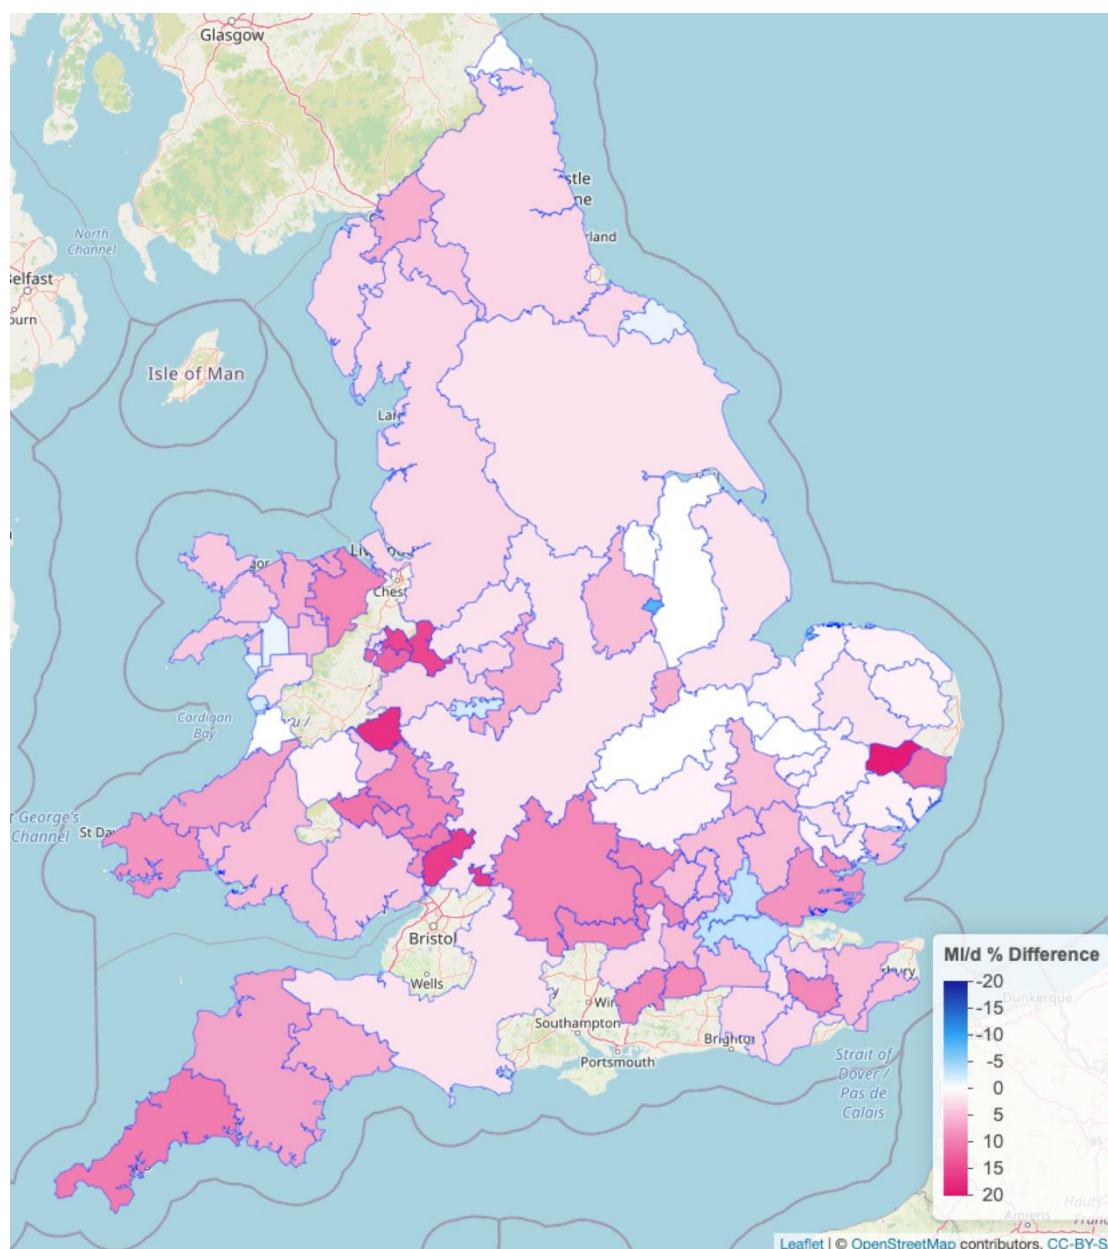 Glasgow
North
Channel
Belfast
Isle of Man
Ches
Cardigan
Bay
St George's
Channel
Bristol
Wells
Southampton
Portsmouth
Brighton
Strait of
Dover /
Pas de
Calais
Ml/d % Difference
-20
-10
-5
0
5
10
15
20
Dunkerque
Amiens
Leaflet | © OpenStreetMap contributors, CC-BY-S